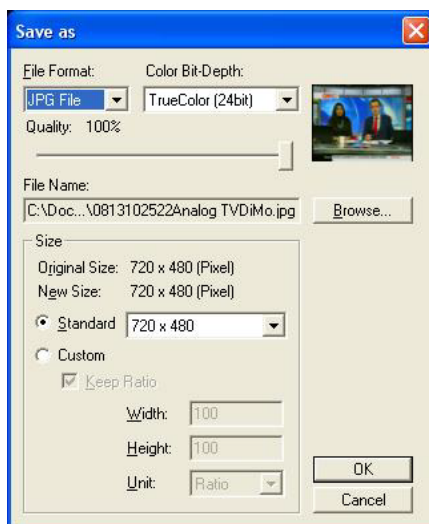 Save as
File Format: Color Bit-Depth:
JPG File TrueColor (24bit)
Quality: 100%
File Name:
C:\Doc...\0813102522Analog TVDiMo.jpg Browse...
Size
Original Size: 720 x 480 (Pixel)
New Size: 720 x 480 (Pixel)
Standard 720 x 480
Custom
Keep Ratio
Width: 100
Height: 100
Unit: Ratio
OK
Cancel